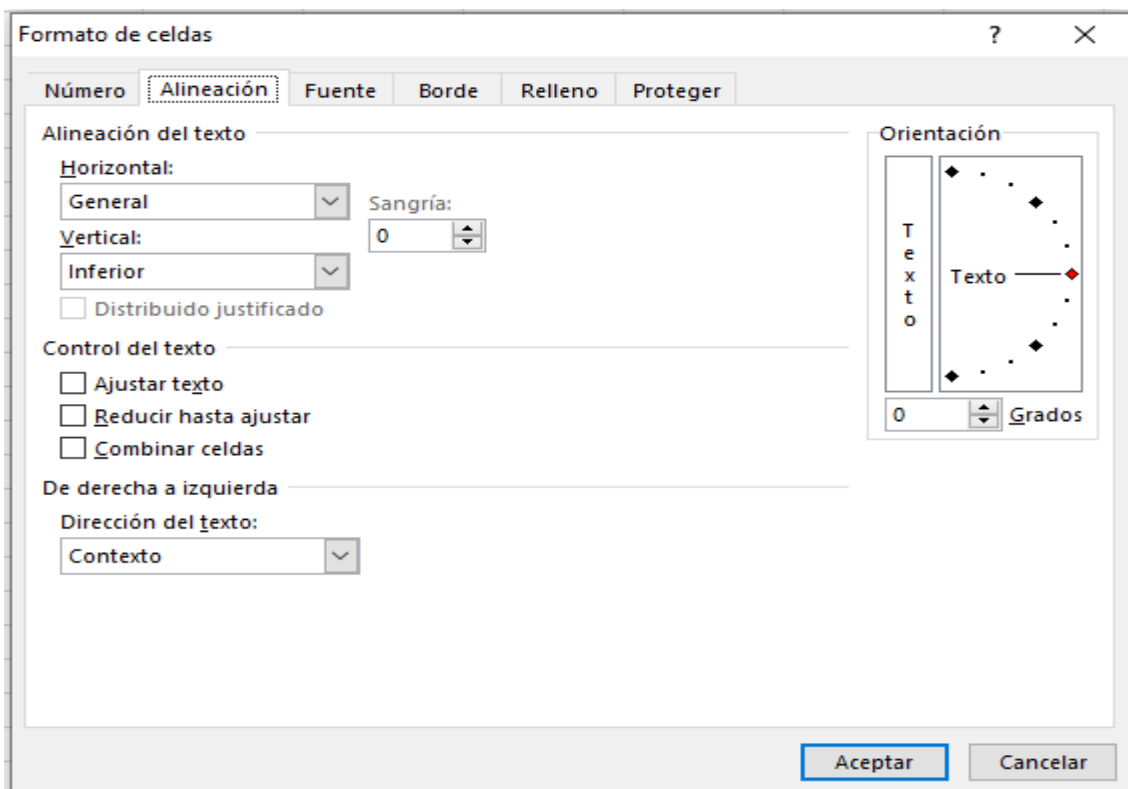 Formato de celdas ?
Número Alineación Fuente Borde Relleno Proteger
Alineación del texto
Horizontal:
General
Sangría:
0
Vertical:
Inferior
Distribuido justificado
Control del texto
Ajustar texto
Reducir hasta ajustar
Combinar celdas
De derecha a izquierda
Dirección del texto:
Contexto
Orientación
Texto
Texto
0 Grados
Aceptar Cancelar